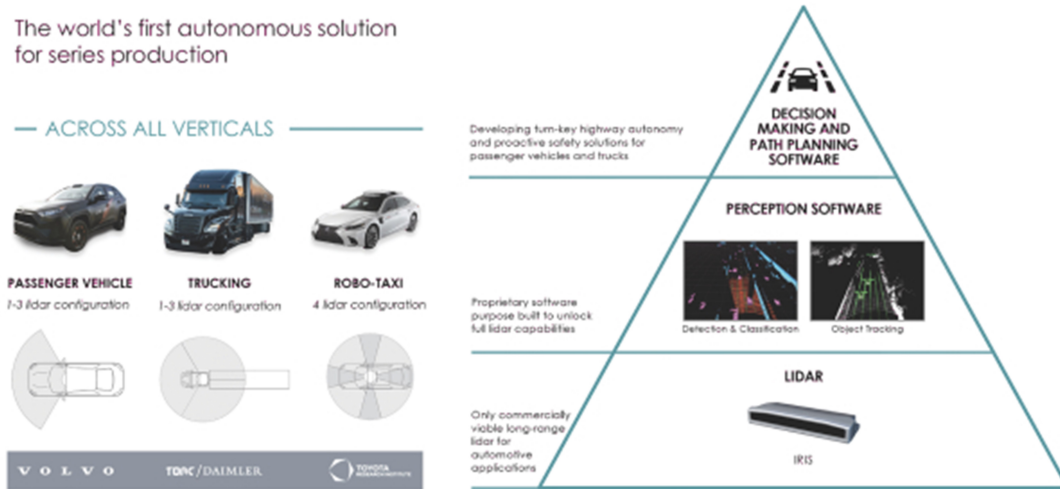 The world's first autonomous solution
for series production
ACROSS ALL VERTICALS
PASSENGER VEHICLE
1-3 lidar configuration
TRUCKING
1-3 lidar configuration
ROBO-TAXI
4 lidar configuration
VOLVO
TORC/DAIMLER
TOYOTA
RESEARCH INSTITUTE
DECISION
MAKING AND
PATH PLANNING
SOFTWARE
Developing turn-key highway autonomy
and proactive safety solutions for
passenger vehicles and trucks
PERCEPTION SOFTWARE
Detection & Classification
Object Tracking
Proprietary software
purpose built to unlock
full lidar capabilities
LIDAR
IRIS
Only commercially
viable long-range
lidar for
automotive
applications